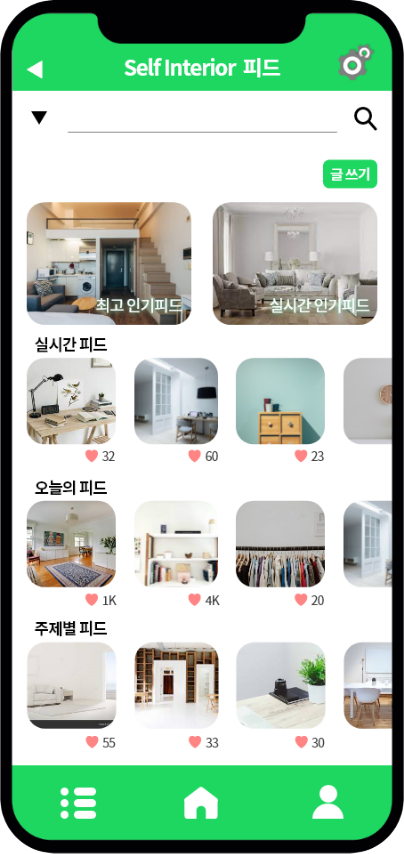 Self Interior 피드
글 쓰기
최고 인기피드
실시간 인기피드
실시간 피드
32
60
23
오늘의 피드
1K
4K
20
주제별 피드
55
33
30